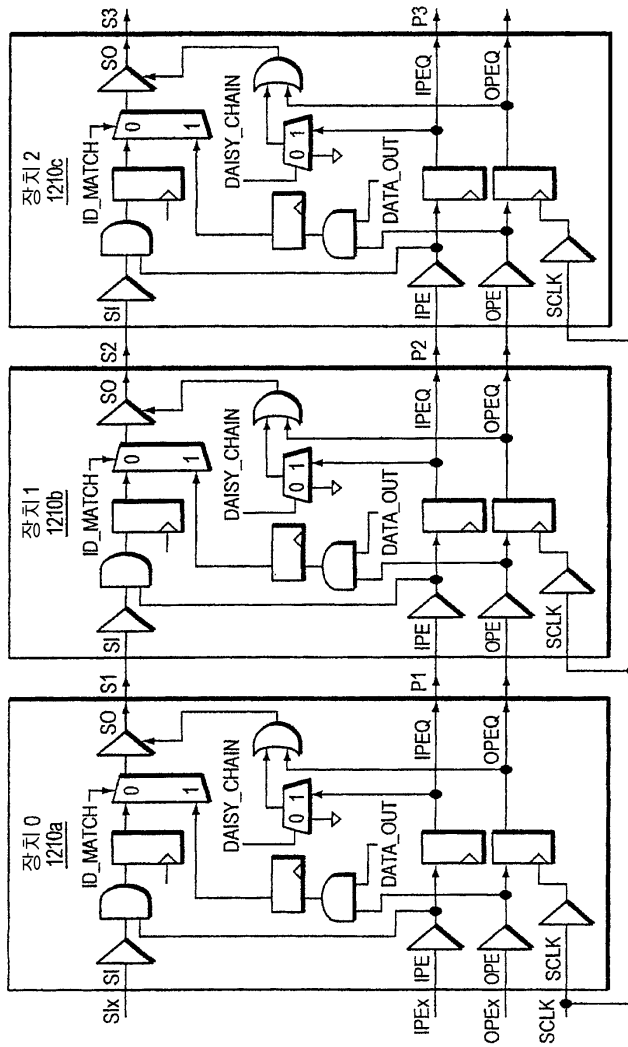 장치 0
1210a
ID_MATCH
SIx
SI
0
1
SO
S1
DAISY_CHAIN
0 1
DATA_OUT
IPEx
IPE
IPEQ
P1
OPEx
OPE
OPEQ
SCLK
SCLK
장치 1
1210b
ID_MATCH
SI
0
1
SO
S2
DAISY_CHAIN
0 1
DATA_OUT
IPE
IPEQ
P2
OPE
OPEQ
SCLK
장치 2
1210c
ID_MATCH
SI
0
1
SO
S3
DAISY_CHAIN
0 1
DATA_OUT
IPE
IPEQ
P3
OPE
OPEQ
SCLK